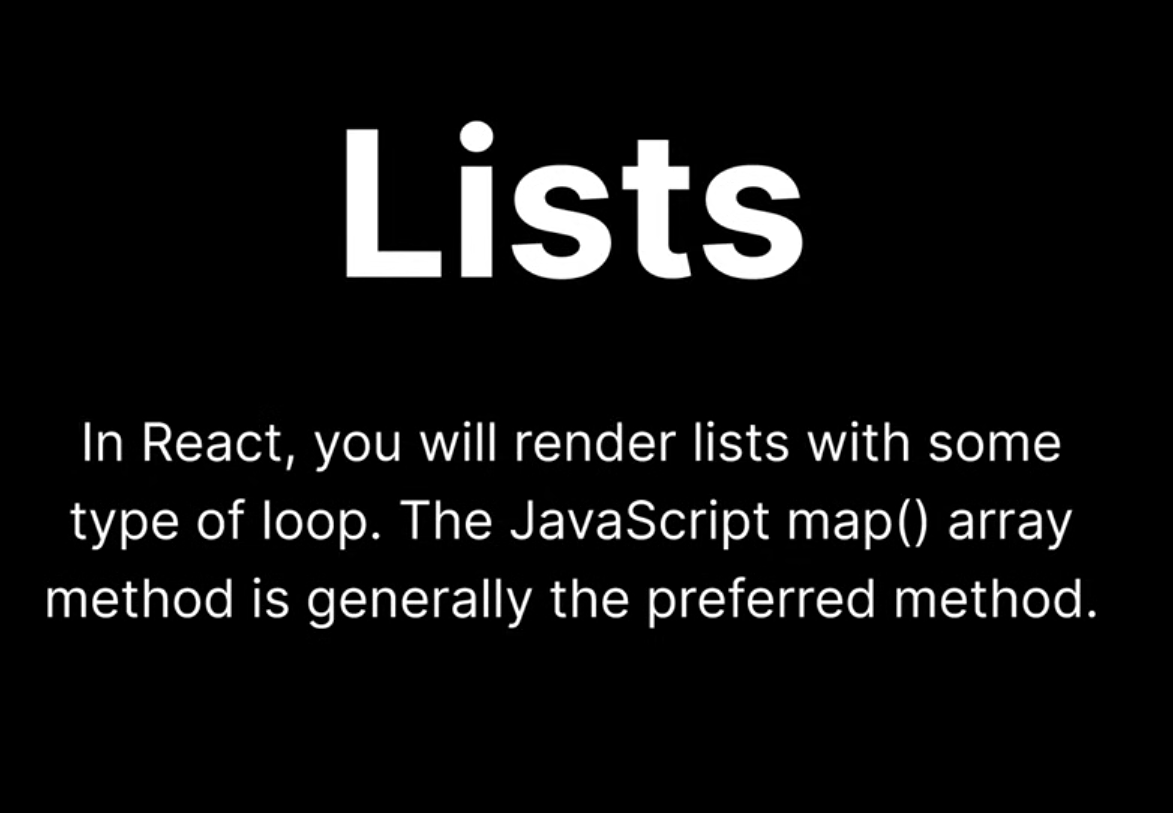 Lists
In React, you will render lists with some
type of loop. The JavaScript map() array
method is generally the preferred method.